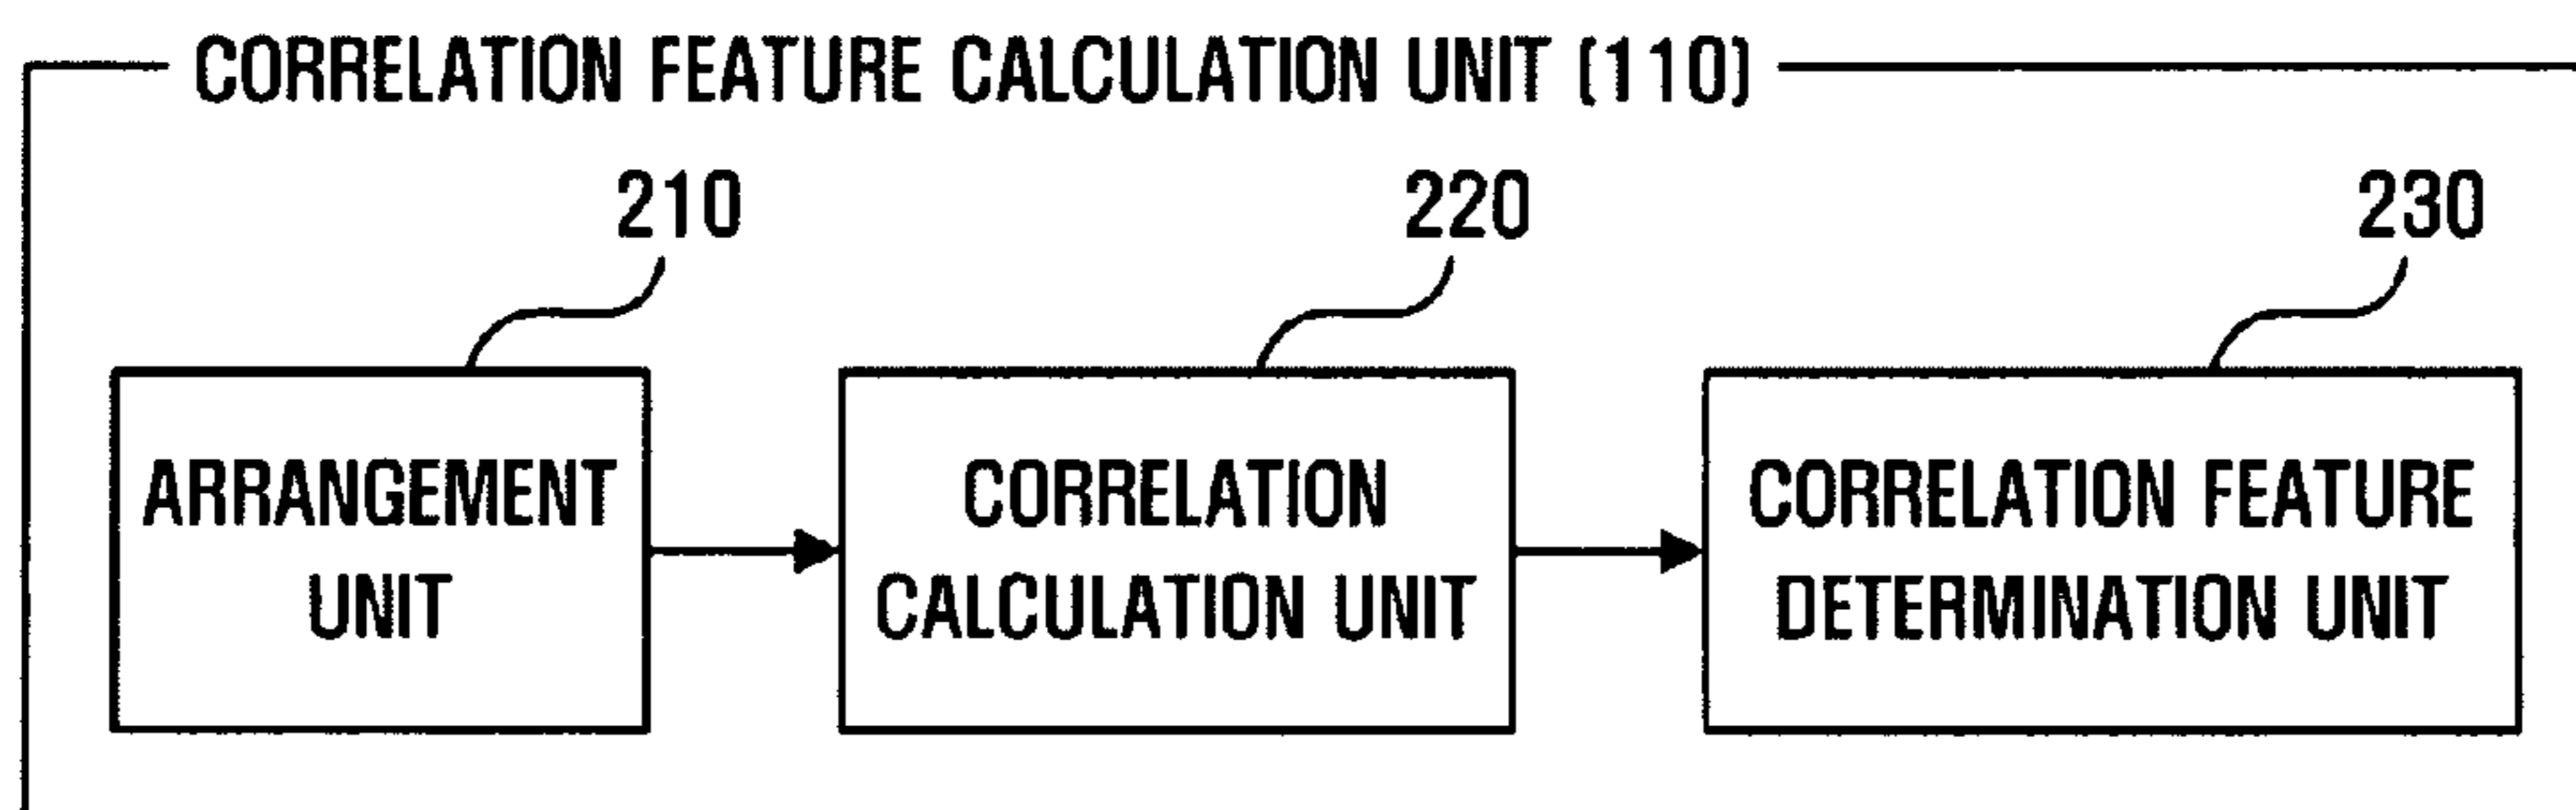 CORRELATION FEATURE CALCULATION UNIT (110)
210
220
230
ARRANGEMENT
UNIT
CORRELATION
CALCULATION UNIT
CORRELATION FEATURE
DETERMINATION UNIT